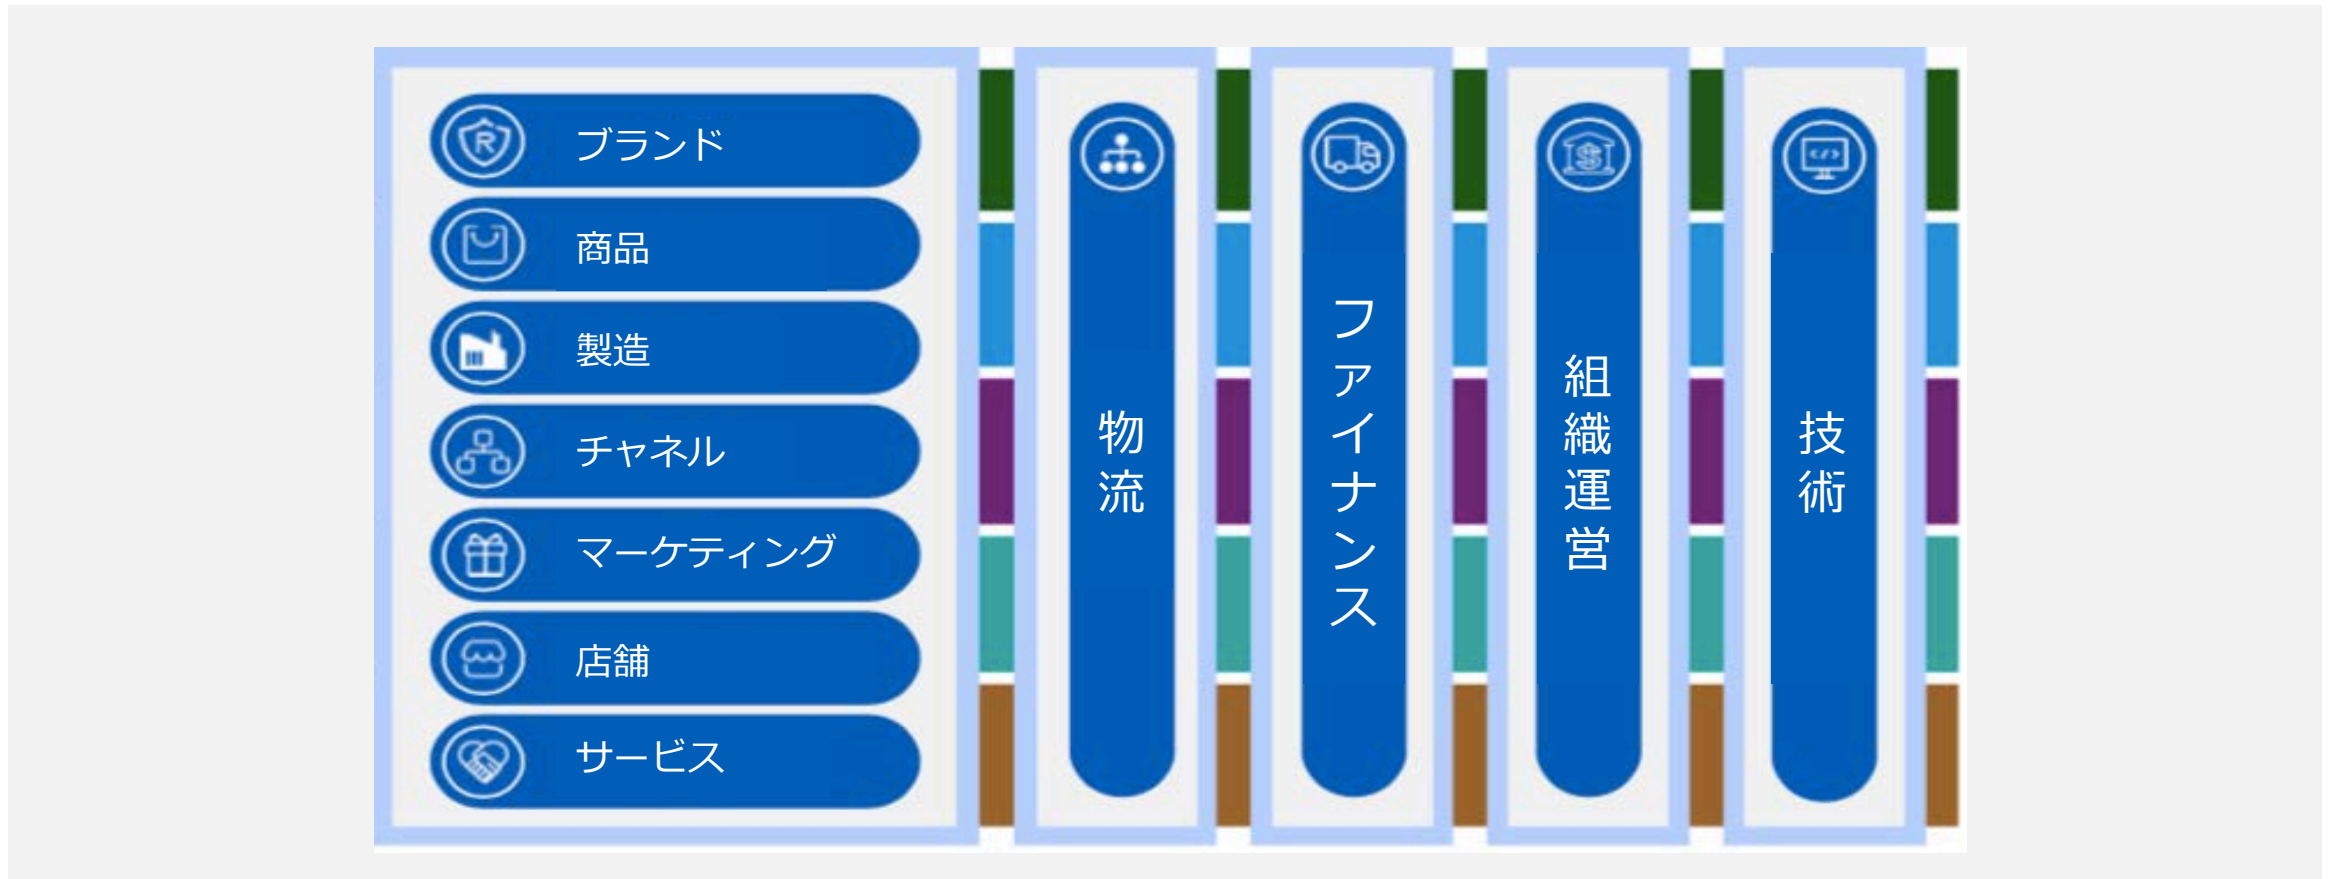 ブランド
商品
製造
チャネル
マーケティング
店舗
サービス
物流
ファイナンス
組織運営
技術